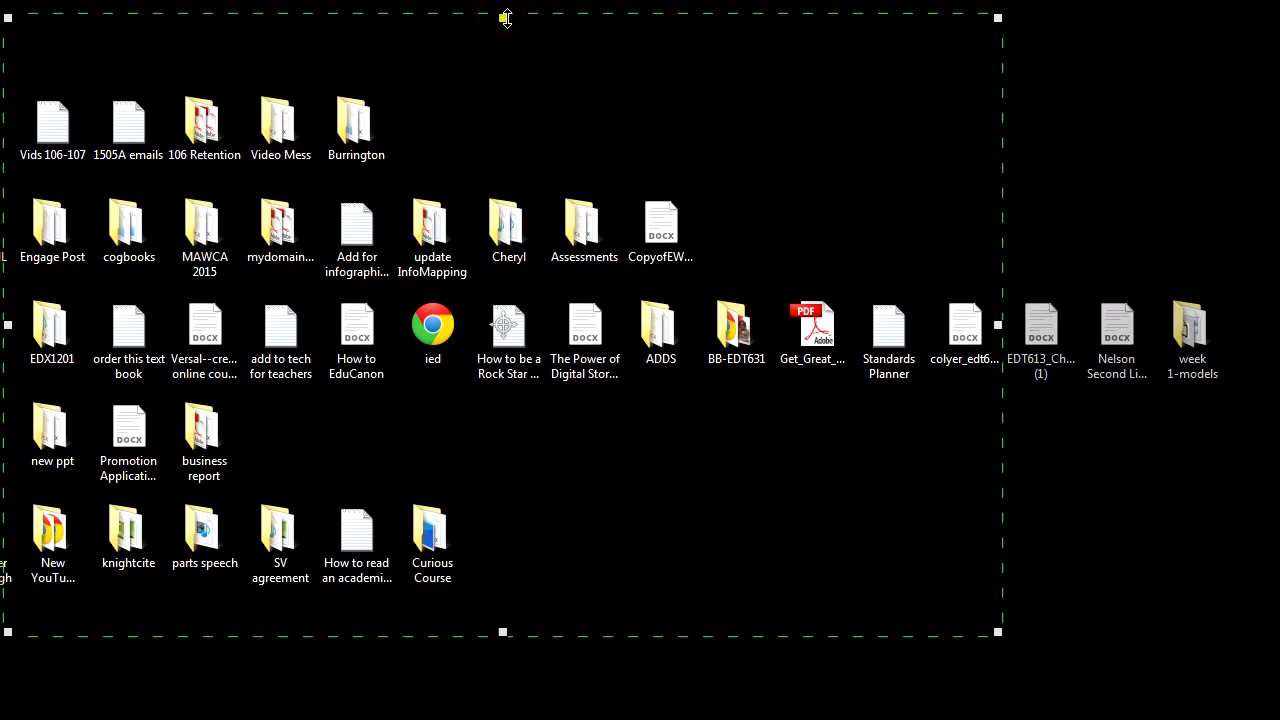 Vids 106-107 1505A emails 106 Retention Video Mess Burrington
L Engage Post cogbooks MAWCA 2015 mydomain... Add for infographi... update InfoMapping Cheryl Assessments DOCX CopyofEW...
EDX1201 order this text book DOCX Versal--cre... online cou... add to tech for teachers DOCX How to EduCanon ied How to be a Rock Star ... DOCX The Power of Digital Stor... ADDS BB-EDT631 PDF Adobe Get_Great_... Standards Planner DOCX colyer_edt6... DOCX EDT613_Ch... (1) DOCX Nelson Second Li... week 1-models
new ppt DOCX Promotion Applicati... business report
er gh New YouTu... knightcite parts speech SV agreement How to read an academi... Curious Course